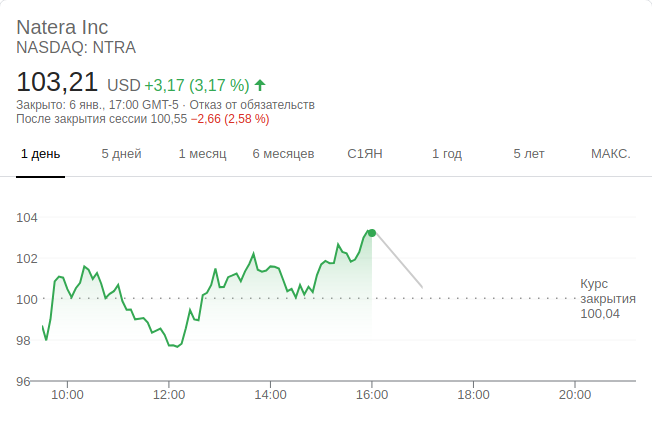 Natera Inc
NASDAQ: NTRA
103,21 USD +3,17 (3,17 %)
Закрыто: 6 янв., 17:00 GMT-5 · Отказ от обязательств
После закрытия сессии 100,55 −2,66 (2,58 %)
1 день 5 дней 1 месяц 6 месяцев С1ЯН 1 год 5 лет МАКС.
104
102
100
98
96
Курс
закрытия
100,04
10:00 12:00 14:00 16:00 18:00 20:00